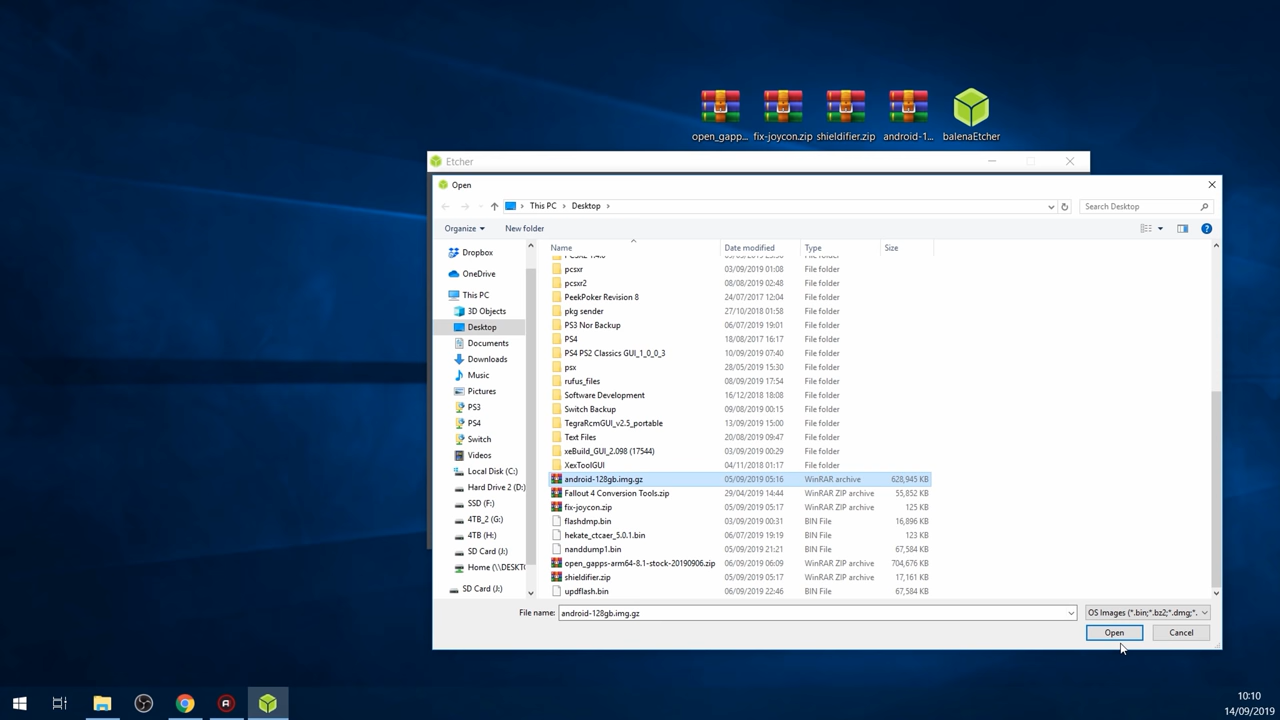 open_gapp...
fix-joycon.zip
shieldifier.zip
android-1...
balenaEtcher
Etcher
Open
This PC
Desktop
Search Desktop
Organize
New folder
Dropbox
OneDrive
This PC
3D Objects
Desktop
Documents
Downloads
Music
Pictures
PS3
PS4
Switch
Videos
Local Disk (C:)
Hard Drive 2 (D:)
SSD (F:)
4TB_2 (G:)
4TB (H:)
SD Card (J:)
Home (\\DESKT
SD Card (J:)
Name Date modified Type Size
pcsxr 03/09/2019 01:08 File folder
pcsxr2 08/08/2019 02:48 File folder
PeekPoker Revision 8 24/07/2017 12:04 File folder
pkg sender 27/10/2018 01:58 File folder
PS3 Nor Backup 06/07/2019 19:01 File folder
PS4 18/08/2017 16:17 File folder
PS4 PS2 Classics GUI_1_0_0_3 10/09/2019 07:40 File folder
psx 28/05/2019 15:30 File folder
rufus_files 08/09/2019 17:54 File folder
Software Development 16/12/2018 18:08 File folder
Switch Backup 09/08/2019 00:15 File folder
TegraRcmGUI_v2.5_portable 13/09/2019 15:00 File folder
Text Files 20/08/2019 09:47 File folder
xeBuild_GUI_2.098 (17544) 03/09/2019 00:29 File folder
XexToolGUI 04/11/2018 01:17 File folder
android-128gb.img.gz 05/09/2019 05:16 WinRAR archive 628,945 KB
Fallout 4 Conversion Tools.zip 29/04/2019 14:44 WinRAR ZIP archive 55,852 KB
fix-joycon.zip 05/09/2019 05:17 WinRAR ZIP archive 125 KB
flashdmp.bin 03/09/2019 00:31 BIN File 16,896 KB
hekate_ctcaer_5.0.1.bin 06/07/2019 19:19 BIN File 123 KB
nanddump1.bin 05/09/2019 21:21 BIN File 67,584 KB
open_gapps-arm64-8.1-stock-20190906.zip 06/09/2019 06:09 WinRAR ZIP archive 704,676 KB
shieldifier.zip 05/09/2019 05:17 WinRAR ZIP archive 17,161 KB
updflash.bin 06/09/2019 22:46 BIN File 67,584 KB
File name: android-128gb.img.gz
OS Images (*.bin;*.bz2;*.dmg;*.
Open
Cancel
10:10
14/09/2019